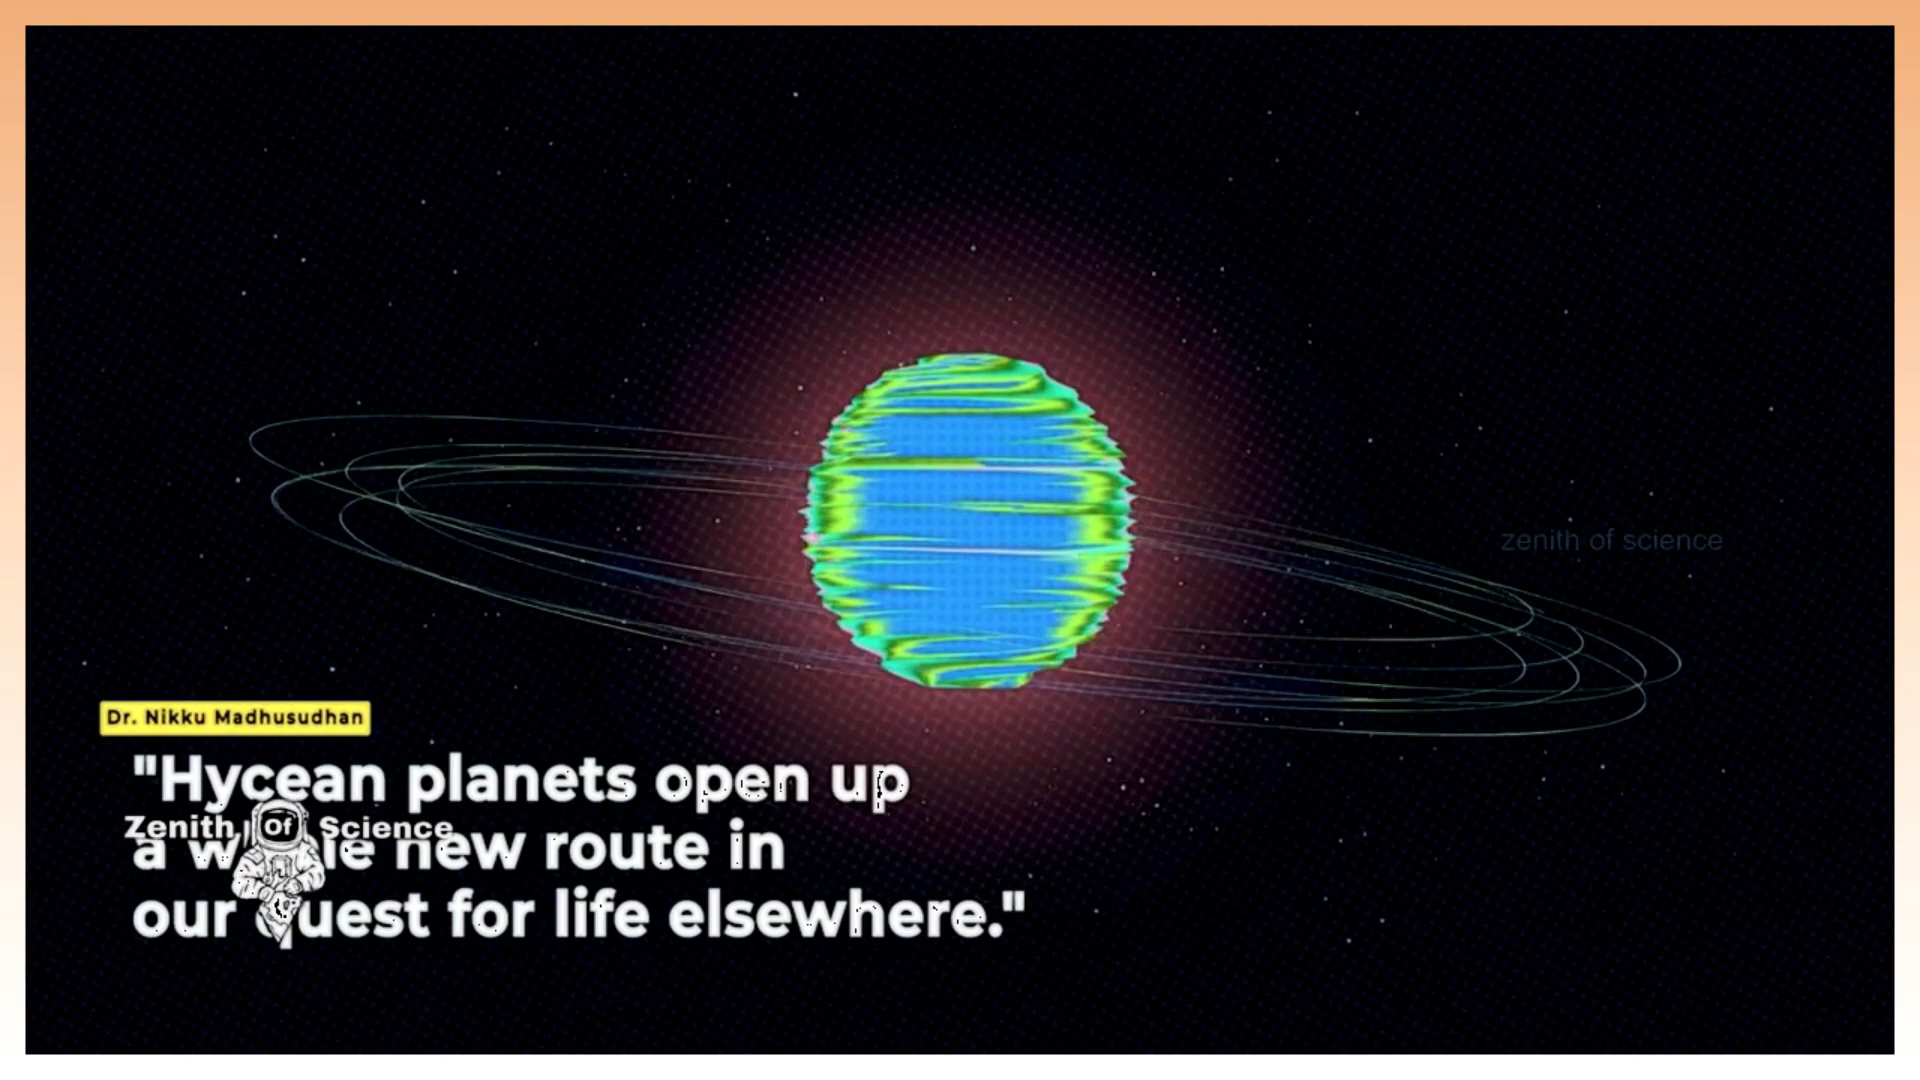 zenith of science
Dr. Nikku Madhusudhan
"Hycean planets open up
Zenith Of Science
a whole new route in
our quest for life elsewhere."